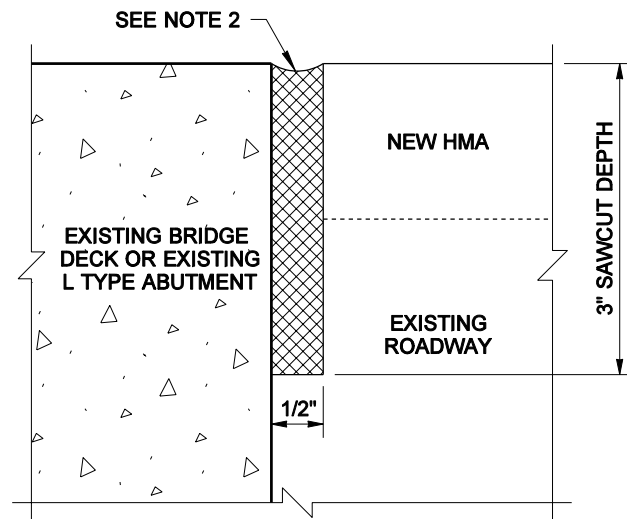 SEE NOTE 2
NEW HMA
EXISTING BRIDGE
DECK OR EXISTING
L TYPE ABUTMENT
EXISTING
ROADWAY
3" SAWCUT DEPTH
1/2"